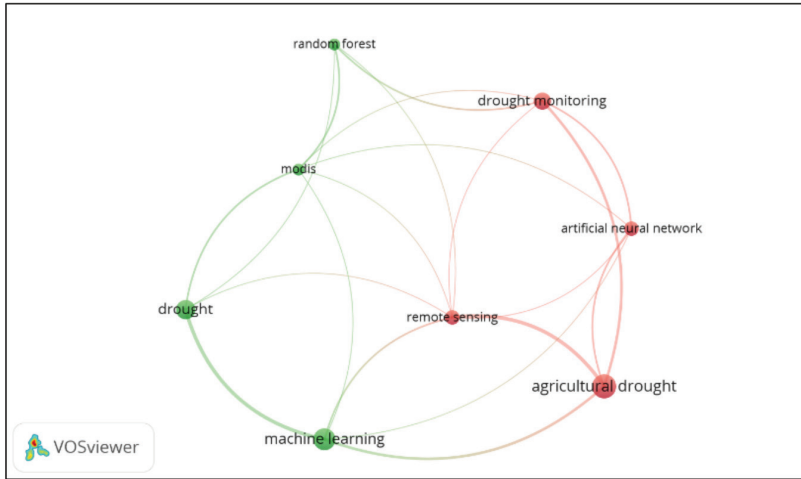 random forest
drought monitoring
modis
artificial neural network
drought
remote sensing
agricultural drought
machine learning
VOSviewer